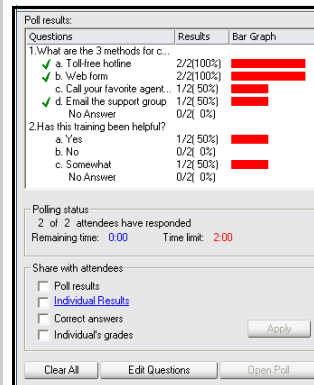 Poll results:
Questions Results Bar Graph
1.What are the 3 methods for c...
a. Toll-free hotline 2/2(100%)
b. Web form 2/2(100%)
c. Call your favorite agent... 1/2( 50%)
d. Email the support group 1/2( 50%)
No Answer 0/2( 0%)
2.Has this training been helpful?
a. Yes 1/2( 50%)
b. No 0/2( 0%)
c. Somewhat 1/2( 50%)
No Answer 0/2( 0%)
Polling status
2 of 2 attendees have responded
Remaining time: 0:00 Time limit: 2:00
Share with attendees
Poll results
Individual Results
Correct answers
Individual's grades
Apply
Clear All Edit Questions Open Poll